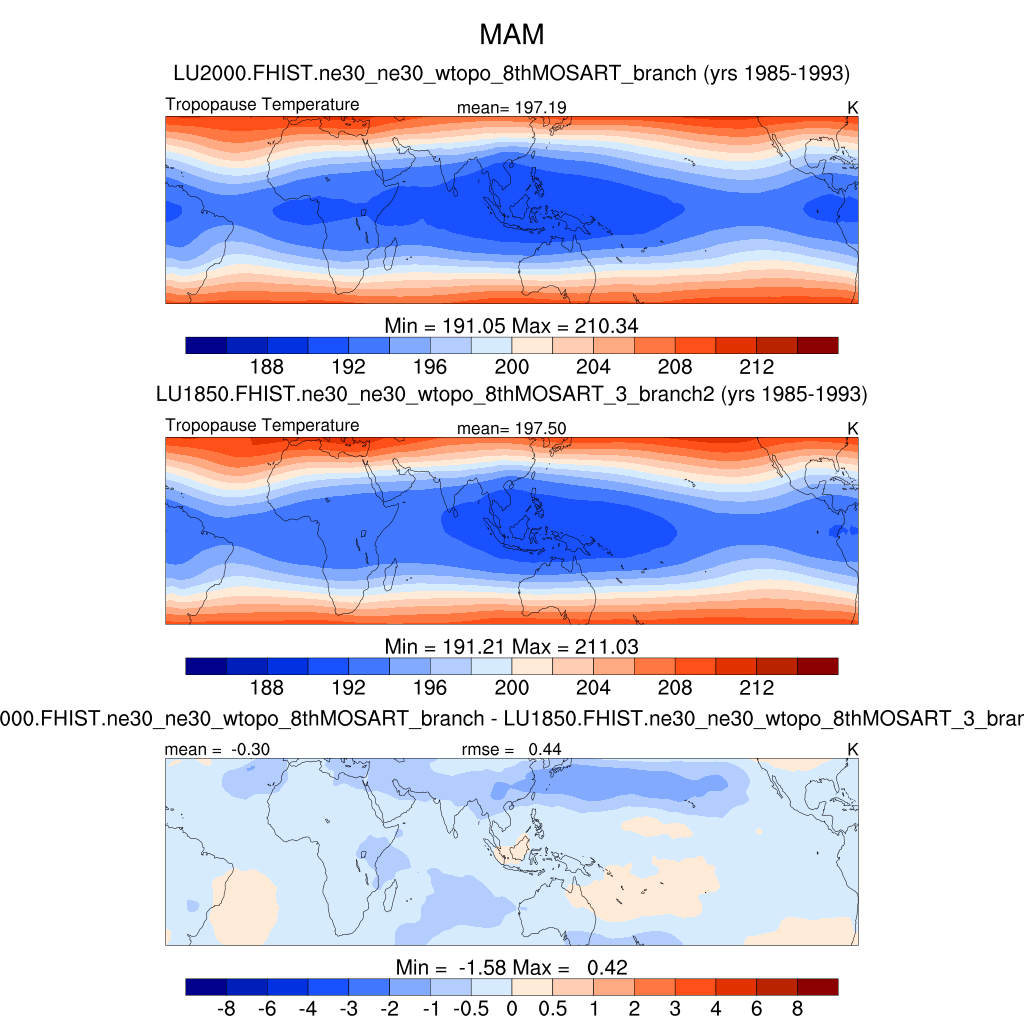 MAM
LU2000.FHIST.ne30_ne30_wtopo_8thMOSART_branch (yrs 1985-1993)
Tropopause Temperature mean= 197.19 K
Min = 191.05 Max = 210.34
188 192 196 200 204 208 212
LU1850.FHIST.ne30_ne30_wtopo_8thMOSART_3_branch2 (yrs 1985-1993)
Tropopause Temperature mean= 197.50 K
Min = 191.21 Max = 211.03
188 192 196 200 204 208 212
000.FHIST.ne30_ne30_wtopo_8thMOSART_branch - LU1850.FHIST.ne30_ne30_wtopo_8thMOSART_3_bran
mean = -0.30 rmse = 0.44 K
Min = -1.58 Max = 0.42
-8 -6 -4 -3 -2 -1 -0.5 0 0.5 1 2 3 4 6 8